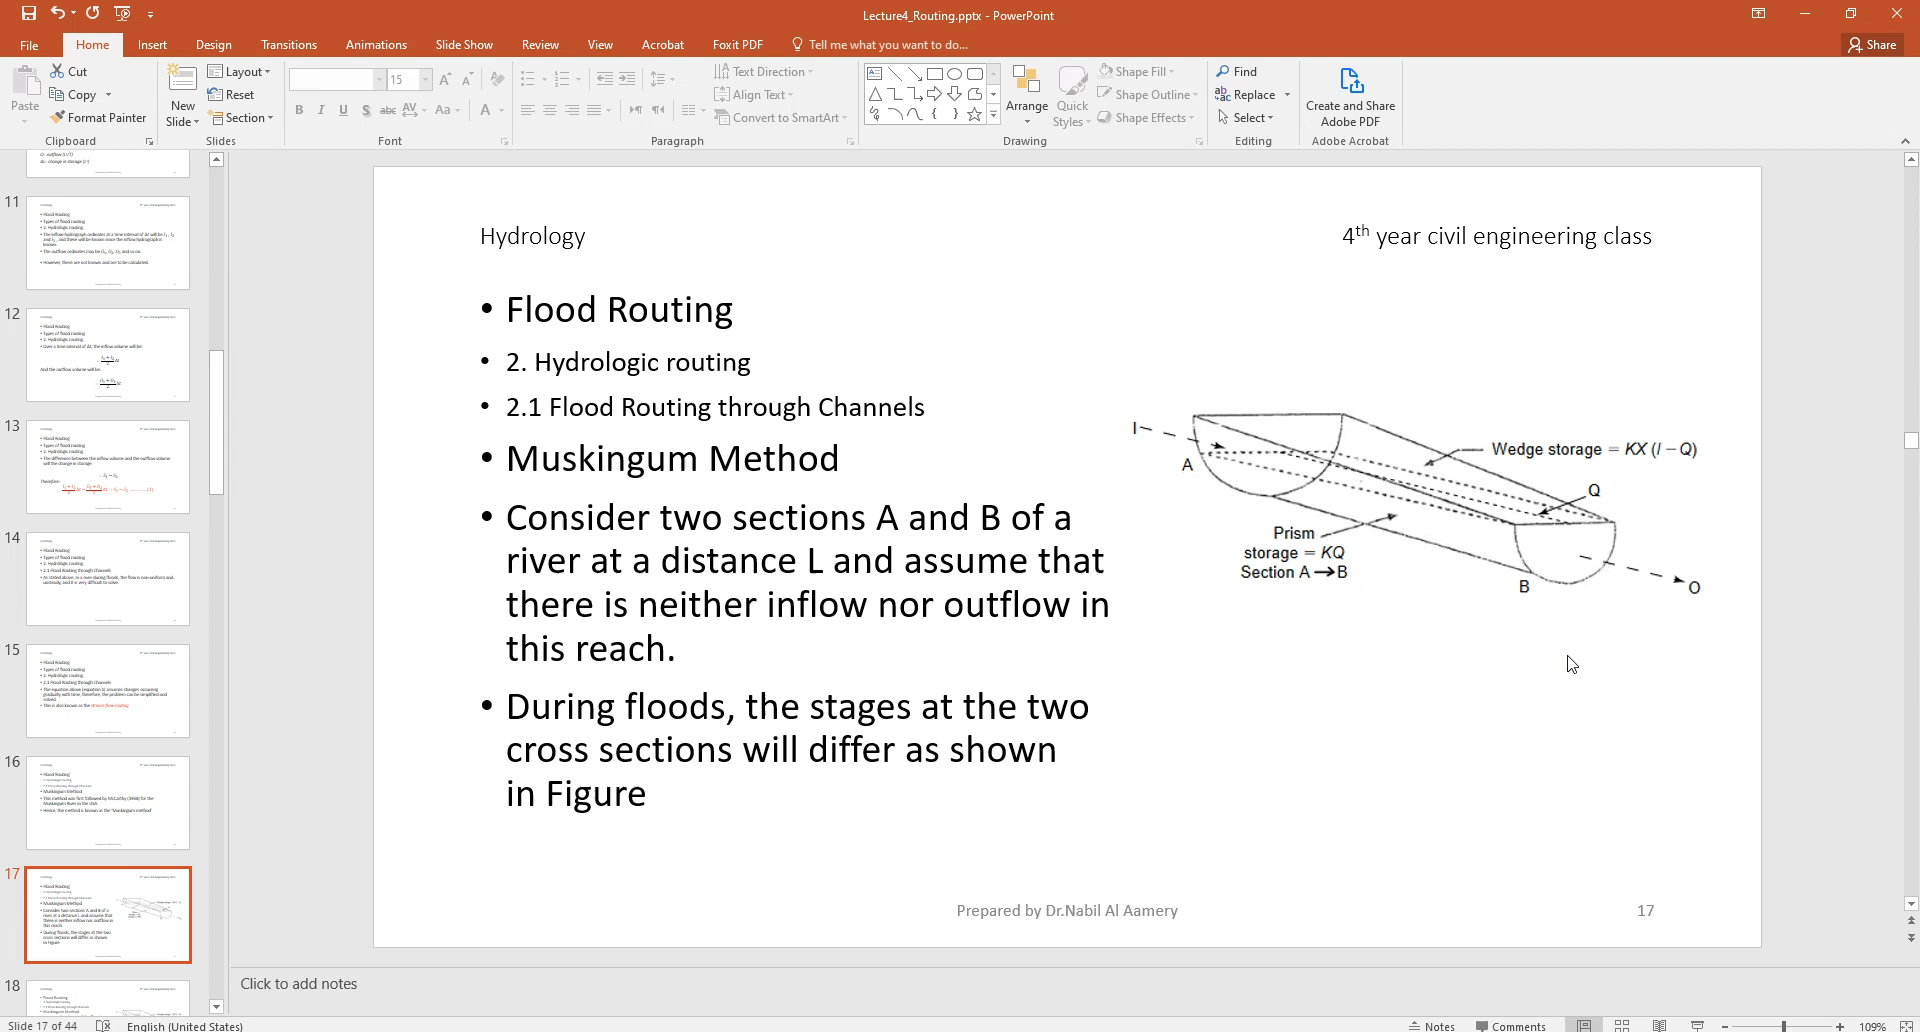 Lecture4_Routing.pptx - PowerPoint
File Home Insert Design Transitions Animations Slide Show Review View Acrobat Foxit PDF Tell me what you want to do... Share
Paste
Cut
Copy
Format Painter
Clipboard
New
Slide
Layout
Reset
Section
Slides
15
B I U S abc AV Aa A
Font
Text Direction
Align Text
Convert to SmartArt
Paragraph
Arrange
Quick
Styles
Shape Fill
Shape Outline
Shape Effects
Drawing
Find
Replace
Select
Editing
Create and Share
Adobe PDF
Adobe Acrobat
11
12
13
14
15
16
17
18
Hydrology
4th year civil engineering class
• Flood Routing
• 2. Hydrologic routing
• 2.1 Flood Routing through Channels
• Muskingum Method
• Consider two sections A and B of a
river at a distance L and assume that
there is neither inflow nor outflow in
this reach.
• During floods, the stages at the two
cross sections will differ as shown
in Figure
I
A
Wedge storage = KX (I – Q)
Q
Prism
storage = KQ
Section A → B
B
O
Prepared by Dr.Nabil Al Aamery
17
Click to add notes
Slide 17 of 44 English (United States) Notes Comments 109%